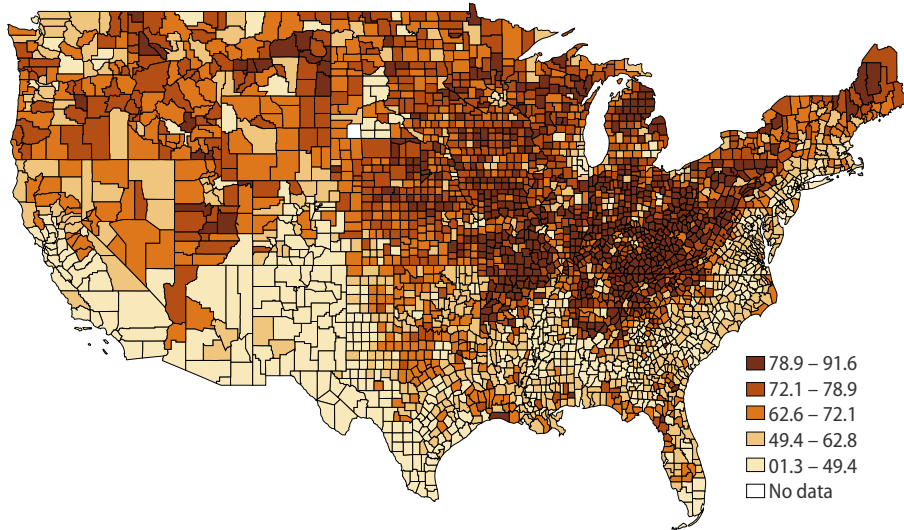 78.9 – 91.6
72.1 – 78.9
62.6 – 72.1
49.4 – 62.8
01.3 – 49.4
No data